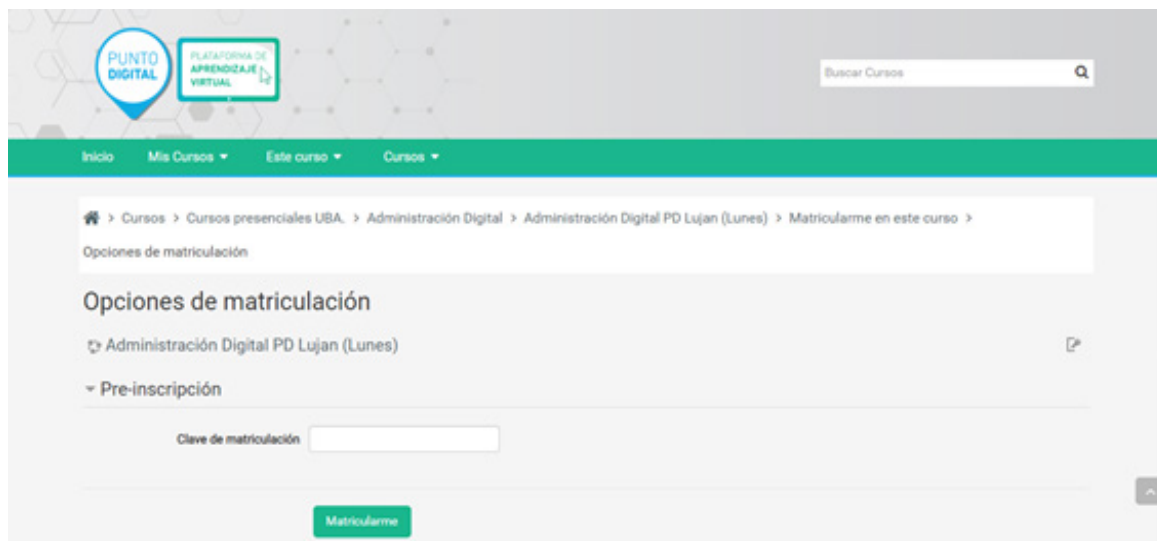 PUNTO
DIGITAL
PLATAFORMA DE
APRENDIZAJE
VIRTUAL
Buscar Cursos
Inicio Mis Cursos Este curso Cursos
> Cursos > Cursos presenciales UBA. > Administración Digital > Administración Digital PD Lujan (Lunes) > Matricularme en este curso >
Opciones de matriculación
Opciones de matriculación
Administración Digital PD Lujan (Lunes)
Pre-inscripción
Clave de matriculación
Matricularme